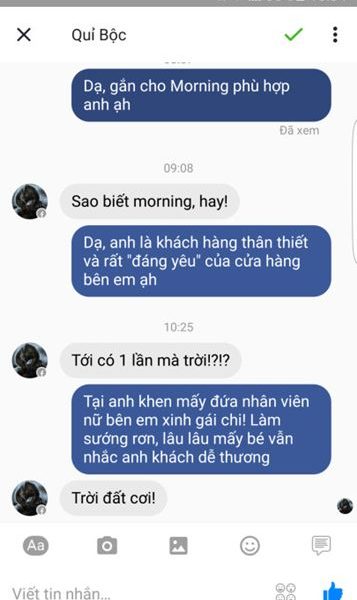 Quỉ Bộc
Dạ, gắn cho Morning phù hợp
anh ạh
Đã xem
09:08
Sao biết morning, hay!
Dạ, anh là khách hàng thân thiết
và rất "đáng yêu" của cửa hàng
bên em ạh
10:25
Tới có 1 lần mà trời!?!?
Tại anh khen mấy đứa nhân viên
nữ bên em xinh gái chi! Làm
sướng rơn, lâu lâu mấy bé vẫn
nhắc anh khách dễ thương
Trời đất cơi!
Aa
Viết tin nhắn...